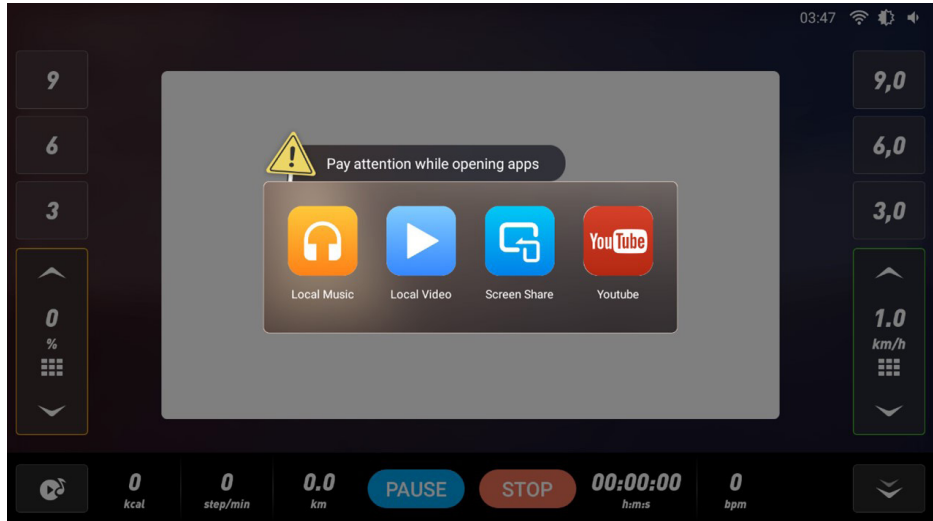 03:47
9
9,0
6
6,0
Pay attention while opening apps
3
3,0
You Tube
Local Music
Local Video
Screen Share
Youtube
0
%
1.0
km/h
0
kcal
0
step/min
0.0
km
PAUSE
STOP
00:00:00
h:m:s
0
bpm